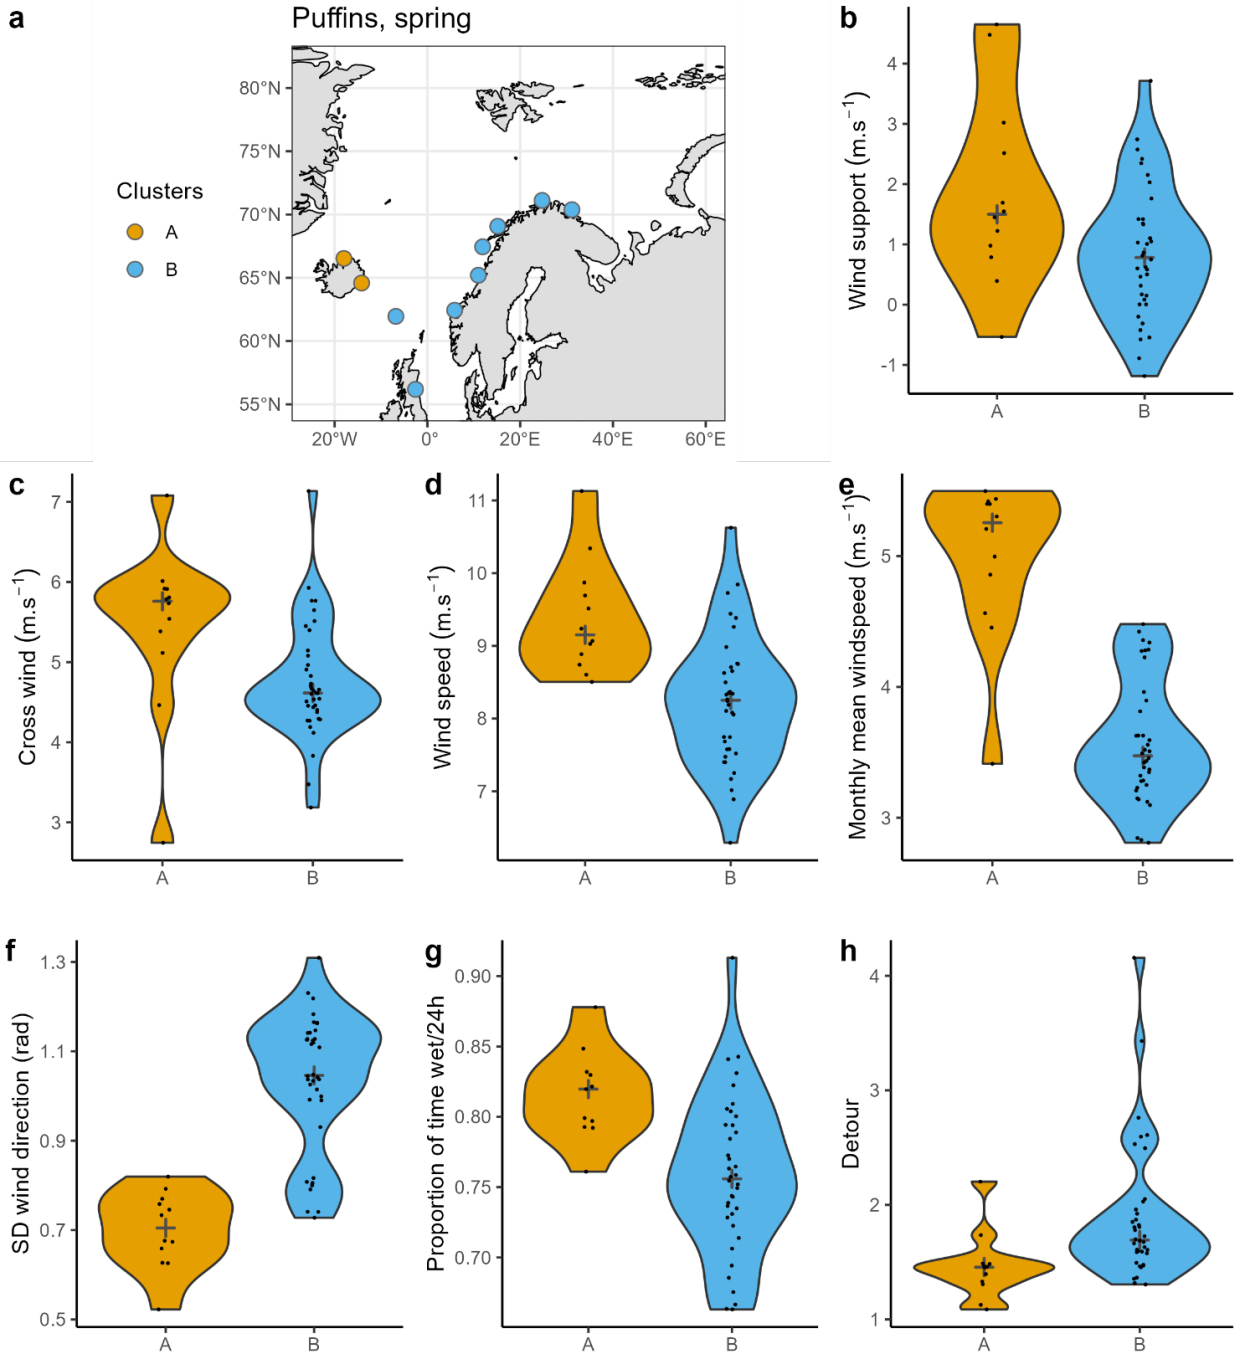 a
Puffins, spring
80°N
75°N
70°N
65°N
60°N
55°N
20°W
0°
20°E
40°E
60°E
Clusters
A
B
b
Wind support (m.s⁻¹)
4
3
2
1
0
-1
A
B
c
Cross wind (m.s⁻¹)
7
6
5
4
3
A
B
d
Wind speed (m.s⁻¹)
11
10
9
8
7
A
B
e
Monthly mean windspeed (m.s⁻¹)
5
4
3
A
B
f
SD wind direction (rad)
1.3
1.1
0.9
0.7
0.5
A
B
g
Proportion of time wet/24h
0.90
0.85
0.80
0.75
0.70
A
B
h
Detour
4
3
2
1
A
B